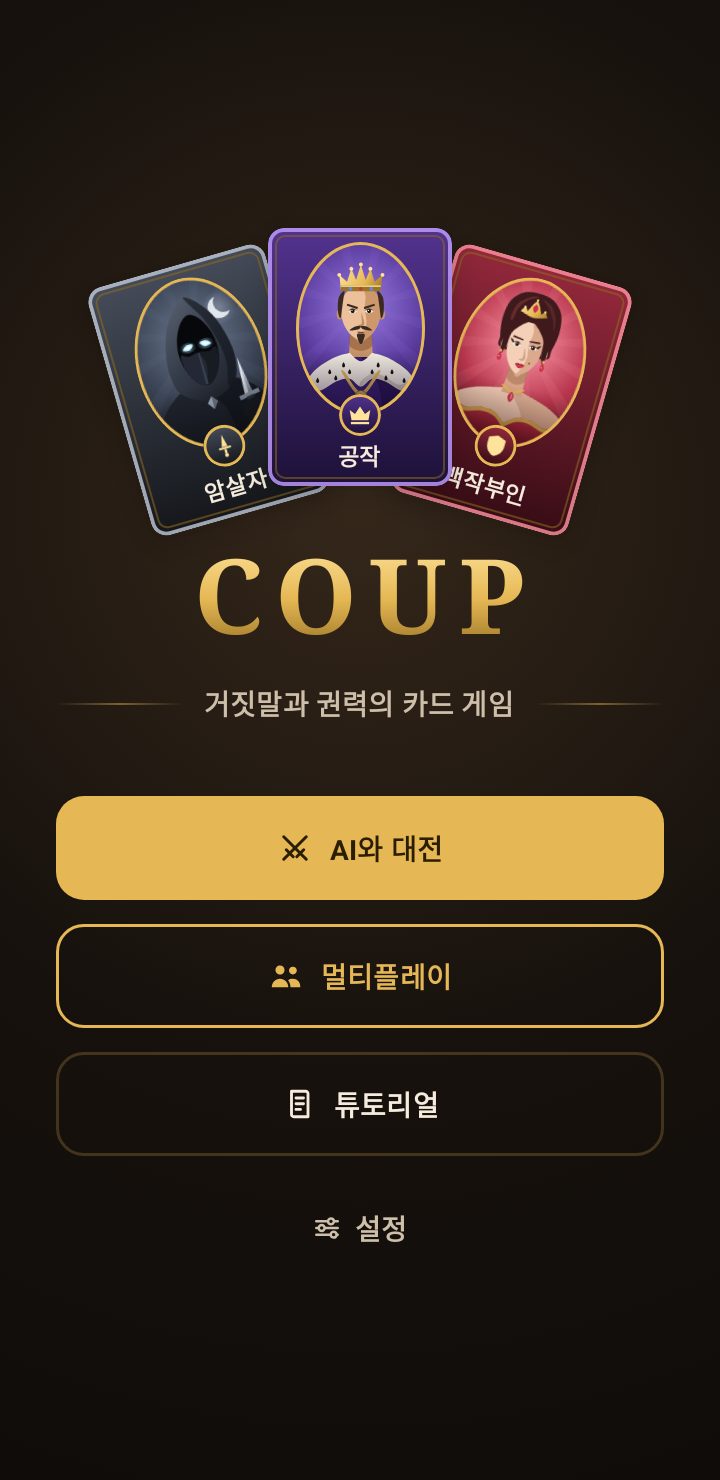 암살자
공작
백작부인
COUP
거짓말과 권력의 카드 게임
AI와 대전
멀티플레이
튜토리얼
설정